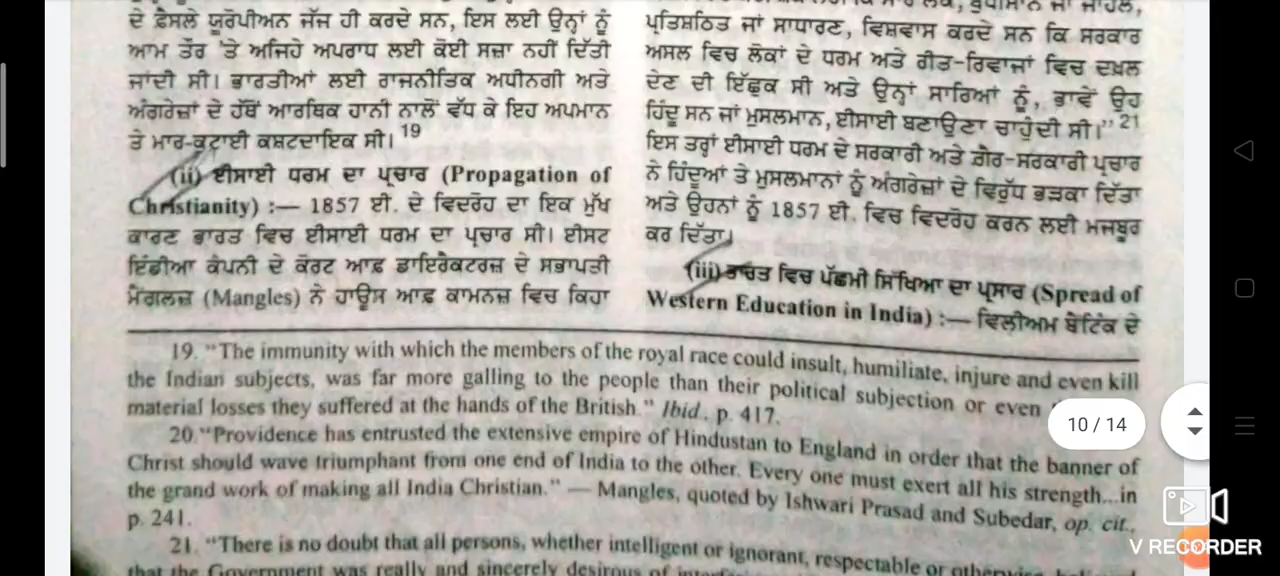 ਦੇ ਫ਼ੈਸਲੇ ਯੂਰੋਪੀਅਨ ਜੱਜ ਹੀ ਕਰਦੇ ਸਨ, ਇਸ ਲਈ ਉਨ੍ਹਾਂ ਨੂੰ
ਆਮ ਤੌਰ 'ਤੇ ਅਜਿਹੇ ਅਪਰਾਧ ਲਈ ਕੋਈ ਸਜ਼ਾ ਨਹੀਂ ਦਿੱਤੀ
ਜਾਂਦੀ ਸੀ। ਭਾਰਤੀਆਂ ਲਈ ਰਾਜਨੀਤਿਕ ਅਧੀਨਗੀ ਅਤੇ
ਅੰਗਰੇਜ਼ਾਂ ਦੇ ਹੱਥੋਂ ਆਰਥਿਕ ਹਾਨੀ ਨਾਲੋਂ ਵੱਧ ਕੇ ਇਹ ਅਪਮਾਨ
ਤੇ ਮਾਰ-ਕੁਟਾਈ ਕਸ਼ਟਦਾਇਕ ਸੀ।19
(ii) ਈਸਾਈ ਧਰਮ ਦਾ ਪ੍ਰਚਾਰ (Propagation of
Christianity) :— 1857 ਈ. ਦੇ ਵਿਦਰੋਹ ਦਾ ਇਕ ਮੁੱਖ
ਕਾਰਣ ਭਾਰਤ ਵਿਚ ਈਸਾਈ ਧਰਮ ਦਾ ਪ੍ਰਚਾਰ ਸੀ। ਈਸਟ
ਇੰਡੀਆ ਕੰਪਨੀ ਦੇ ਕੋਰਟ ਆਫ਼ ਡਾਇਰੈਕਟਰਜ਼ ਦੇ ਸਭਾਪਤੀ
ਮੈਂਗਲਜ਼ (Mangles) ਨੇ ਹਾਊਸ ਆਫ਼ ਕਾਮਨਜ਼ ਵਿਚ ਕਿਹਾ
ਪ੍ਰਤਿਸ਼ਠਿਤ ਜਾਂ ਸਾਧਾਰਣ, ਵਿਸ਼ਵਾਸ ਕਰਦੇ ਸਨ ਕਿ ਸਰਕਾਰ
ਅਸਲ ਵਿਚ ਲੋਕਾਂ ਦੇ ਧਰਮ ਅਤੇ ਰੀਤ-ਰਿਵਾਜਾਂ ਵਿਚ ਦਖ਼ਲ
ਦੇਣ ਦੀ ਇੱਛੁਕ ਸੀ ਅਤੇ ਉਨ੍ਹਾਂ ਸਾਰਿਆਂ ਨੂੰ, ਭਾਵੇਂ ਉਹ
ਹਿੰਦੂ ਸਨ ਜਾਂ ਮੁਸਲਮਾਨ, ਈਸਾਈ ਬਣਾਉਣਾ ਚਾਹੁੰਦੀ ਸੀ।” 21
ਇਸ ਤਰ੍ਹਾਂ ਈਸਾਈ ਧਰਮ ਦੇ ਸਰਕਾਰੀ ਅਤੇ ਗ਼ੈਰ-ਸਰਕਾਰੀ ਪ੍ਰਚਾਰ
ਨੇ ਹਿੰਦੂਆਂ ਤੇ ਮੁਸਲਮਾਨਾਂ ਨੂੰ ਅੰਗਰੇਜ਼ਾਂ ਦੇ ਵਿਰੁੱਧ ਭੜਕਾ ਦਿੱਤਾ
ਅਤੇ ਉਹਨਾਂ ਨੂੰ 1857 ਈ. ਵਿਚ ਵਿਦਰੋਹ ਕਰਨ ਲਈ ਮਜਬੂਰ
ਕਰ ਦਿੱਤਾ।
(iii) ਭਾਰਤ ਵਿਚ ਪੱਛਮੀ ਸਿੱਖਿਆ ਦਾ ਪ੍ਰਸਾਰ (Spread of
Western Education in India) :— ਵਿਲੀਅਮ ਬੈਂਟਿੰਕ ਦੇ
19. “The immunity with which the members of the royal race could insult, humiliate, injure and even kill
the Indian subjects, was far more galling to the people than their political subjection or even
material losses they suffered at the hands of the British.” Ibid. p. 417.
20. “Providence has entrusted the extensive empire of Hindustan to England in order that the banner of
Christ should wave triumphant from one end of India to the other. Every one must exert all his strength...in
the grand work of making all India Christian.” — Mangles, quoted by Ishwari Prasad and Subedar, op. cit.,
p. 241.
21. “There is no doubt that all persons, whether intelligent or ignorant, respectable or otherwise
that the Government was really and sincerely desirous of
10 / 14
V RECORDER